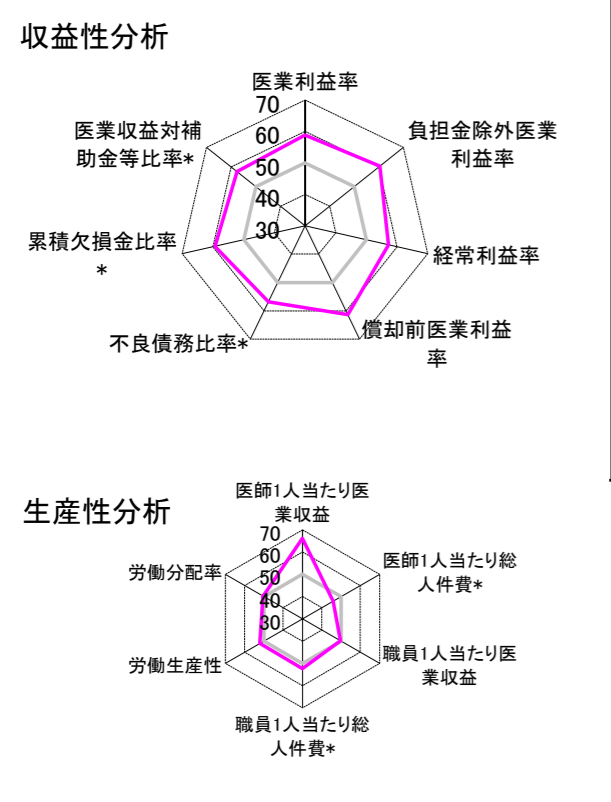 収益性分析
医業利益率
70
60
50
40
30
負担金除外医業
利益率
経常利益率
償却前医業利益
率
不良債務比率*
累積欠損金比率
*
医業収益対補
助金等比率*
生産性分析
医師1人当たり医
業収益
70
60
50
40
30
医師1人当たり総
人件費*
職員1人当たり医
業収益
職員1人当たり総
人件費*
労働生産性
労働分配率